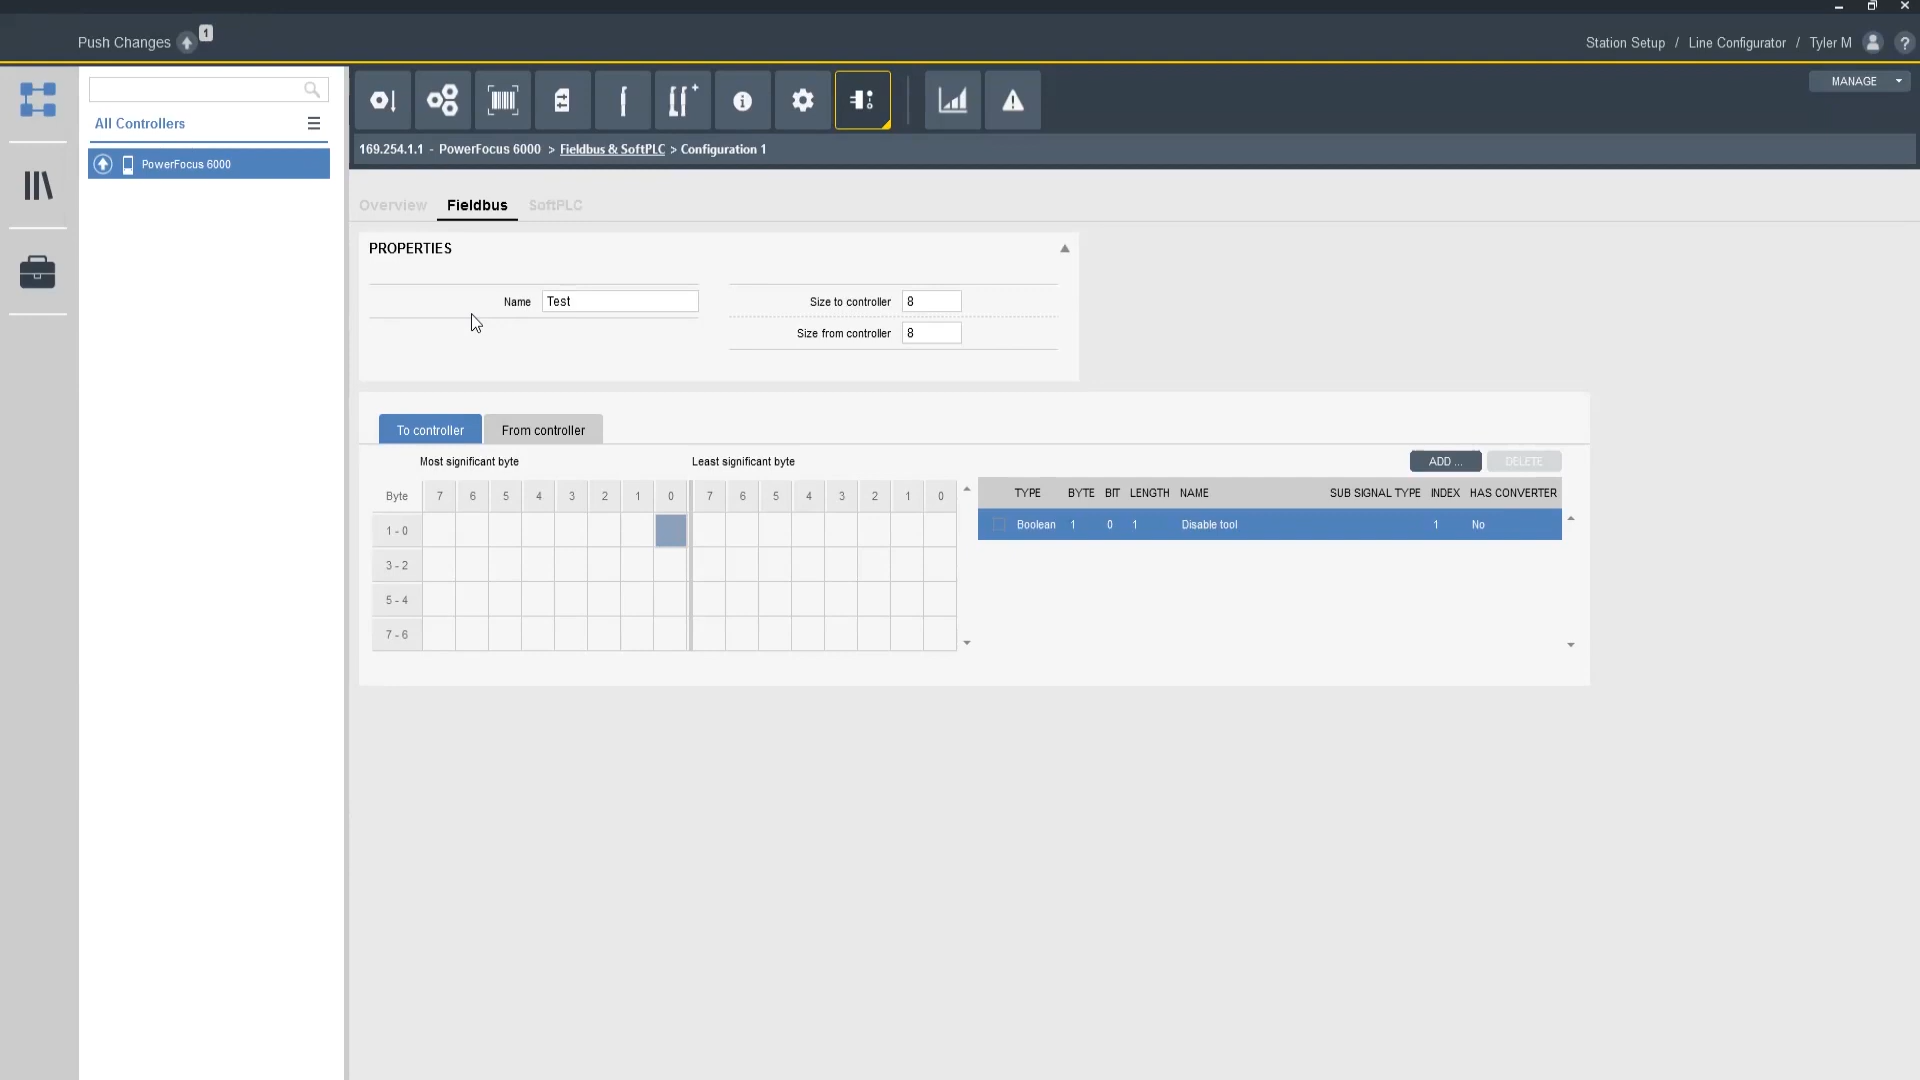 Push Changes 1
Station Setup / Line Configurator / Tyler M ?
MANAGE
All Controllers
PowerFocus 6000
169.254.1.1 - PowerFocus 6000 > Fieldbus & SoftPLC > Configuration 1
Overview Fieldbus SoftPLC
PROPERTIES
Name Test Size to controller 8
Size from controller 8
To controller From controller
Most significant byte Least significant byte ADD ... DELETE
Byte 7 6 5 4 3 2 1 0 7 6 5 4 3 2 1 0 TYPE BYTE BIT LENGTH NAME SUB SIGNAL TYPE INDEX HAS CONVERTER
1 - 0 Boolean 1 0 1 Disable tool 1 No
3 - 2
5 - 4
7 - 6